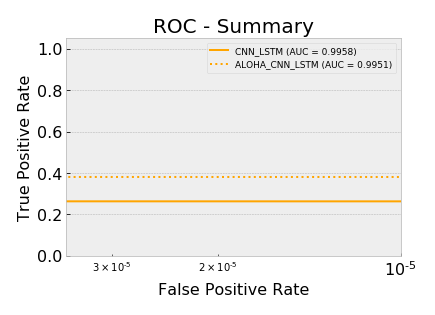 ROC - Summary
CNN_LSTM (AUC = 0.9958)
ALOHA_CNN_LSTM (AUC = 0.9951)
1.0
0.8
0.6
0.4
0.2
0.0
True Positive Rate
3 × 10⁻⁵ 2 × 10⁻⁵ 10⁻⁵
False Positive Rate